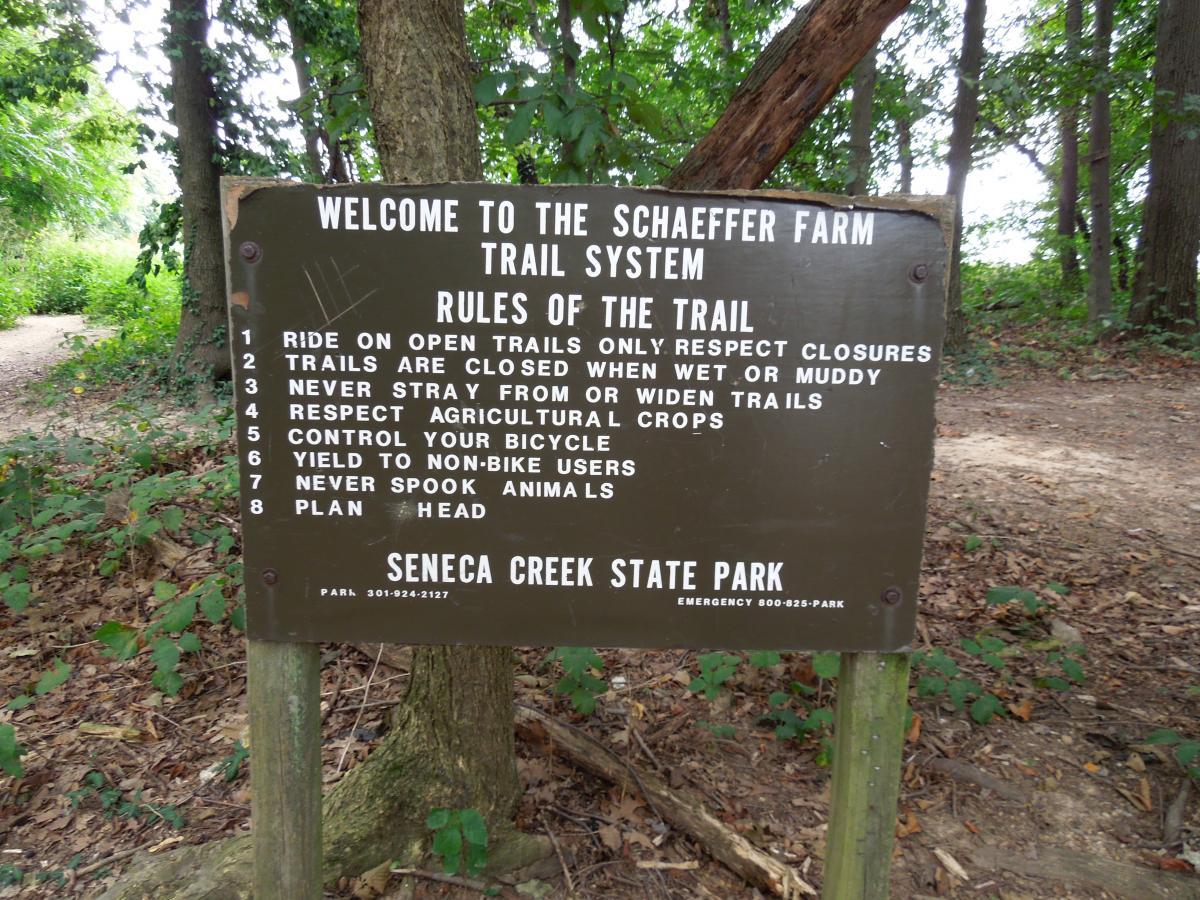 WELCOME TO THE SCHAEFFER FARM
TRAIL SYSTEM
RULES OF THE TRAIL
1 RIDE ON OPEN TRAILS ONLY RESPECT CLOSURES
2 TRAILS ARE CLOSED WHEN WET OR MUDDY
3 NEVER STRAY FROM OR WIDEN TRAILS
4 RESPECT AGRICULTURAL CROPS
5 CONTROL YOUR BICYCLE
6 YIELD TO NON-BIKE USERS
7 NEVER SPOOK ANIMALS
8 PLAN HEAD
SENECA CREEK STATE PARK
PARK 301-924-2127
EMERGENCY 800-825-PARK